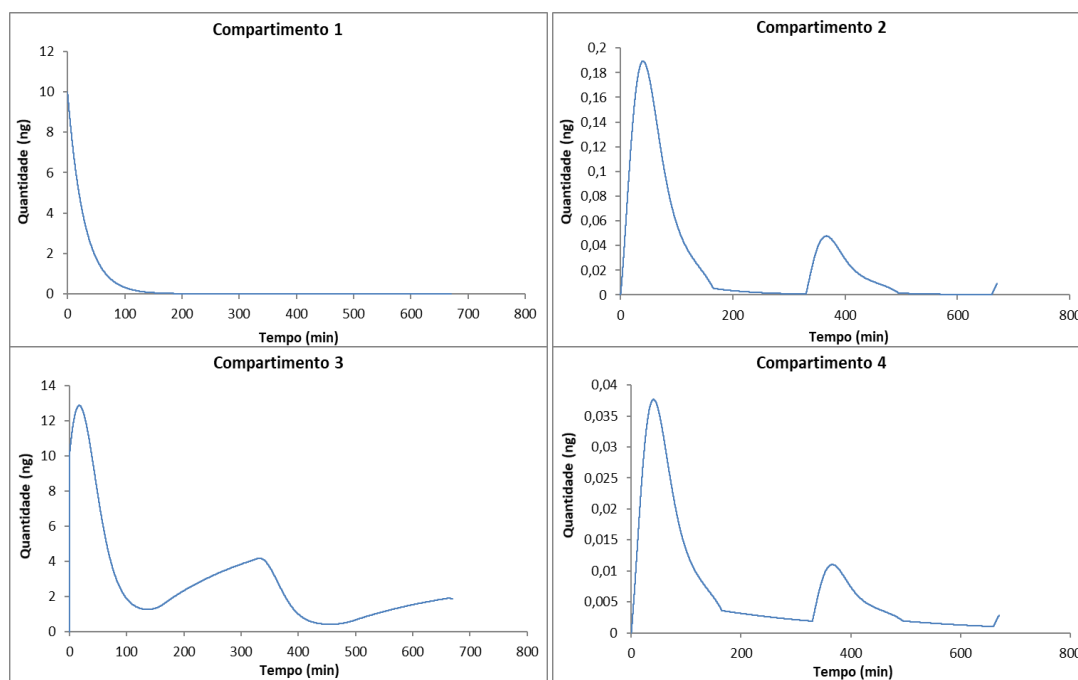 Compartimento 1
Quantidade (ng)
12
10
8
6
4
2
0
0 100 200 300 400 500 600 700 800
Tempo (min)
Compartimento 2
Quantidade (ng)
0,2
0,18
0,16
0,14
0,12
0,1
0,08
0,06
0,04
0,02
0
0 200 400 600 800
Tempo (min)
Compartimento 3
Quantidade (ng)
14
12
10
8
6
4
2
0
0 100 200 300 400 500 600 700 800
Tempo (min)
Compartimento 4
Quantidade (ng)
0,04
0,035
0,03
0,025
0,02
0,015
0,01
0,005
0
0 200 400 600 800
Tempo (min)